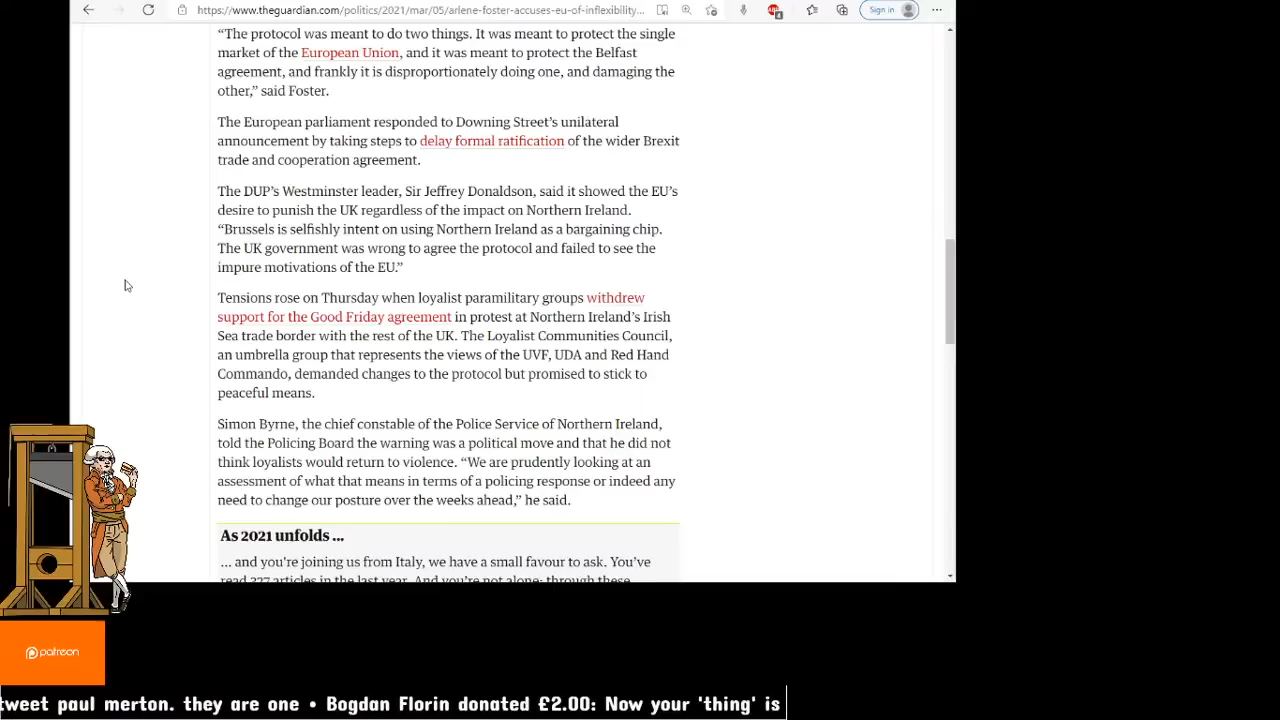 https://www.theguardian.com/politics/2021/mar/05/arlene-foster-accuses-eu-of-inflexibility...
Sign in
“The protocol was meant to do two things. It was meant to protect the single
market of the European Union, and it was meant to protect the Belfast
agreement, and frankly it is disproportionately doing one, and damaging the
other,” said Foster.
The European parliament responded to Downing Street’s unilateral
announcement by taking steps to delay formal ratification of the wider Brexit
trade and cooperation agreement.
The DUP’s Westminster leader, Sir Jeffrey Donaldson, said it showed the EU’s
desire to punish the UK regardless of the impact on Northern Ireland.
“Brussels is selfishly intent on using Northern Ireland as a bargaining chip.
The UK government was wrong to agree the protocol and failed to see the
impure motivations of the EU.”
Tensions rose on Thursday when loyalist paramilitary groups withdrew
support for the Good Friday agreement in protest at Northern Ireland’s Irish
Sea trade border with the rest of the UK. The Loyalist Communities Council,
an umbrella group that represents the views of the UVF, UDA and Red Hand
Commando, demanded changes to the protocol but promised to stick to
peaceful means.
Simon Byrne, the chief constable of the Police Service of Northern Ireland,
told the Policing Board the warning was a political move and that he did not
think loyalists would return to violence. “We are prudently looking at an
assessment of what that means in terms of a policing response or indeed any
need to change our posture over the weeks ahead,” he said.
As 2021 unfolds ...
... and you're joining us from Italy, we have a small favour to ask. You've
read 327 articles in the last year. And you're not alone; through these
patreon
tweet paul merton. they are one • Bogdan Florin donated £2.00: Now your 'thing' is